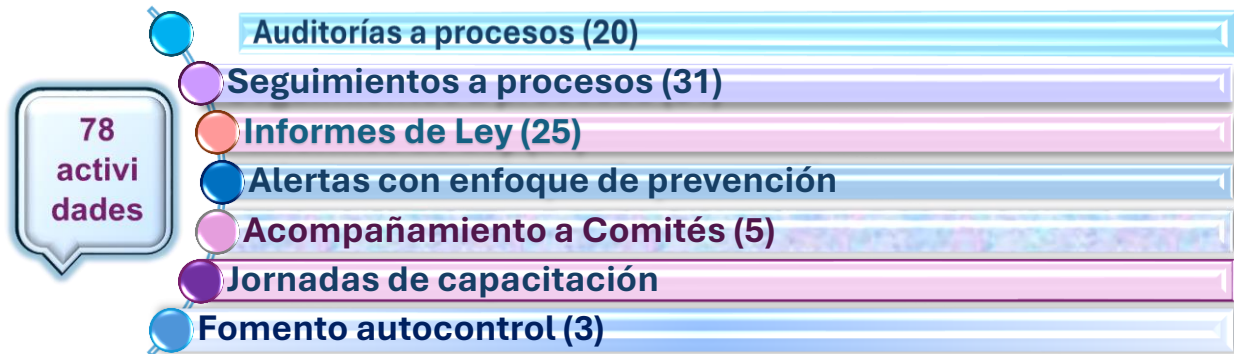 Auditorías a procesos (20)
Seguimientos a procesos (31)
78
activi
dades
Informes de Ley (25)
Alertas con enfoque de prevención
Acompañamiento a Comités (5)
Jornadas de capacitación
Fomento autocontrol (3)